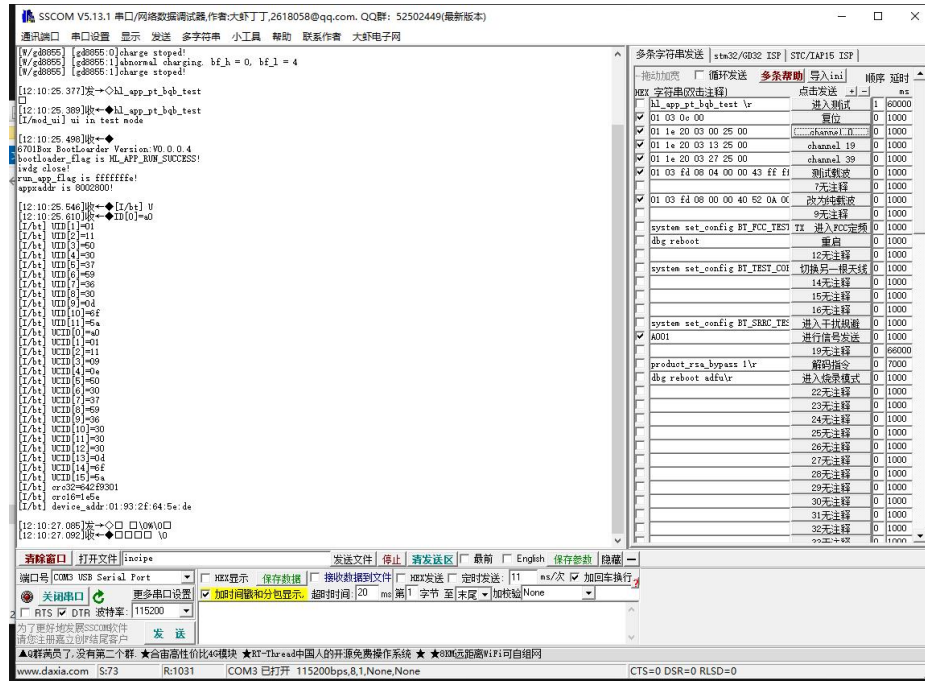 SSCOM V5.13.1 串口/网络数据调试器,作者:大虾丁丁,2618058@qq.com. QQ群: 52502449(最新版本)
通讯端口 串口设置 显示 发送 多字符串 小工具 帮助 联系作者 大虾电子网
[W/gd8855] [gd8855:0]charge stoped!
[W/gd8855] [gd8855:1]abnormal charging. bf_h = 0, bf_l = 4
[W/gd8855] [gd8855:1]charge stoped!
[12:10:25.377]发→◇hl_app_pt_bqb_test
□
[12:10:25.389]收←◆hl_app_pt_bqb_test
[I/mod_ui] ui in test mode
[12:10:25.498]收←◆
6701Box BootLoarder Version:V0.0.0.4
bootloader_flag is HL_APP_RUN_SUCCESS!
iwdg close!
run_app_flag is fffffffe!
appxaddr is 8002800!
[12:10:25.546]收←◆[I/bt] U
[12:10:25.610]收←◆ID[0]=a0
[I/bt] UID[1]=01
[I/bt] UID[2]=11
[I/bt] UID[3]=50
[I/bt] UID[4]=30
[I/bt] UID[5]=37
[I/bt] UID[6]=59
[I/bt] UID[7]=36
[I/bt] UID[8]=30
[I/bt] UID[9]=0d
[I/bt] UID[10]=6f
[I/bt] UID[11]=5a
[I/bt] UCID[0]=a0
[I/bt] UCID[1]=01
[I/bt] UCID[2]=11
[I/bt] UCID[3]=09
[I/bt] UCID[4]=0e
[I/bt] UCID[5]=50
[I/bt] UCID[6]=30
[I/bt] UCID[7]=37
[I/bt] UCID[8]=59
[I/bt] UCID[9]=36
[I/bt] UCID[10]=30
[I/bt] UCID[11]=30
[I/bt] UCID[12]=30
[I/bt] UCID[13]=0d
[I/bt] UCID[14]=6f
[I/bt] UCID[15]=5a
[I/bt] crc32=642f9301
[I/bt] crc16=1e5e
[I/bt] device_addr:01:93:2f:64:5e:de
[12:10:27.085]发→◇□ □\0%\0□
[12:10:27.092]收←◆□□□□ \0
多条字符串发送 stm32/GD32 ISP STC/IAP15 ISP
拖动加宽 循环发送 多条帮助 导入ini 顺序 延时
HEX 字符串(双击注释) 点击发送 + - ms
hl_app_pt_bqb_test \r 进入测试 1 60000
01 03 0c 00 复位 0 1000
01 1e 20 03 00 25 00 channel 0 0 1000
01 1e 20 03 13 25 00 channel 19 0 1000
01 1e 20 03 27 25 00 channel 39 0 1000
01 03 fd 08 04 00 00 43 ff ff 测试载波 0 1000
7无注释 0 1000
01 03 fd 08 00 00 40 52 0A 00 改为纯载波 0 1000
9无注释 0 1000
system set_config BT_FCC_TEST TX 进入FCC定频 0 1000
dbg reboot 重启 0 1000
12无注释 0 1000
system set_config BT_TEST_COE 切换另一根天线 0 1000
14无注释 0 1000
15无注释 0 1000
16无注释 0 1000
system set_config BT_SRRC_TES 进入干扰规避 0 1000
A001 进行信号发送 0 1000
19无注释 0 66000
product_rsa_bypass 1\r 解码指令 0 7000
dbg reboot adfu\r 进入烧录模式 0 1000
22无注释 0 1000
23无注释 0 1000
24无注释 0 1000
25无注释 0 1000
26无注释 0 1000
27无注释 0 1000
28无注释 0 1000
29无注释 0 1000
30无注释 0 1000
31无注释 0 1000
32无注释 0 1000
33无注释 0 1000
清除窗口 打开文件 incipe 发送文件 停止 清发送区 最前 English 保存参数 隐藏 —
端口号 COM3 USB Serial Port HEX显示 保存数据 接收数据到文件 HEX发送 定时发送: 11 ms/次 加回车换行
关闭串口 更多串口设置 加时间戳和分包显示, 超时时间: 20 ms 第1 字节 至 末尾 加校验 None
RTS DTR 波特率: 115200
为了更好地发展SSCOM软件
请您注册嘉立创F结尾客户 发 送
▲Q群满员了,没有第二个群. ★合宙高性价比4G模块 ★RT-Thread中国人的开源免费操作系统 ★ ★8KM远距离WiFi可自组网
www.daxia.com S:73 R:1031 COM3 已打开 115200bps,8,1,None,None CTS=0 DSR=0 RLSD=0